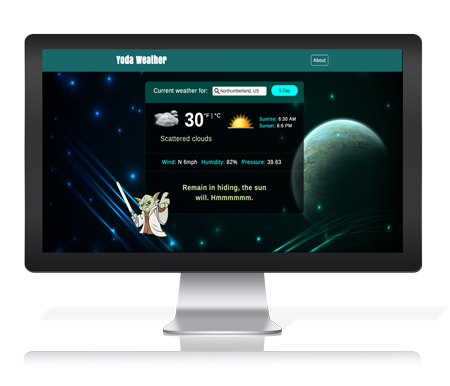 Yoda Weather
About
Current weather for: Northumberland, US 5 Day
30 °F | °C
Sunrise: 6:30 AM
Sunset: 6:6 PM
Scattered clouds
Wind: N 6mph Humidity: 82% Pressure: 39.63
Remain in hiding, the sun
will. Hmmmmmm.